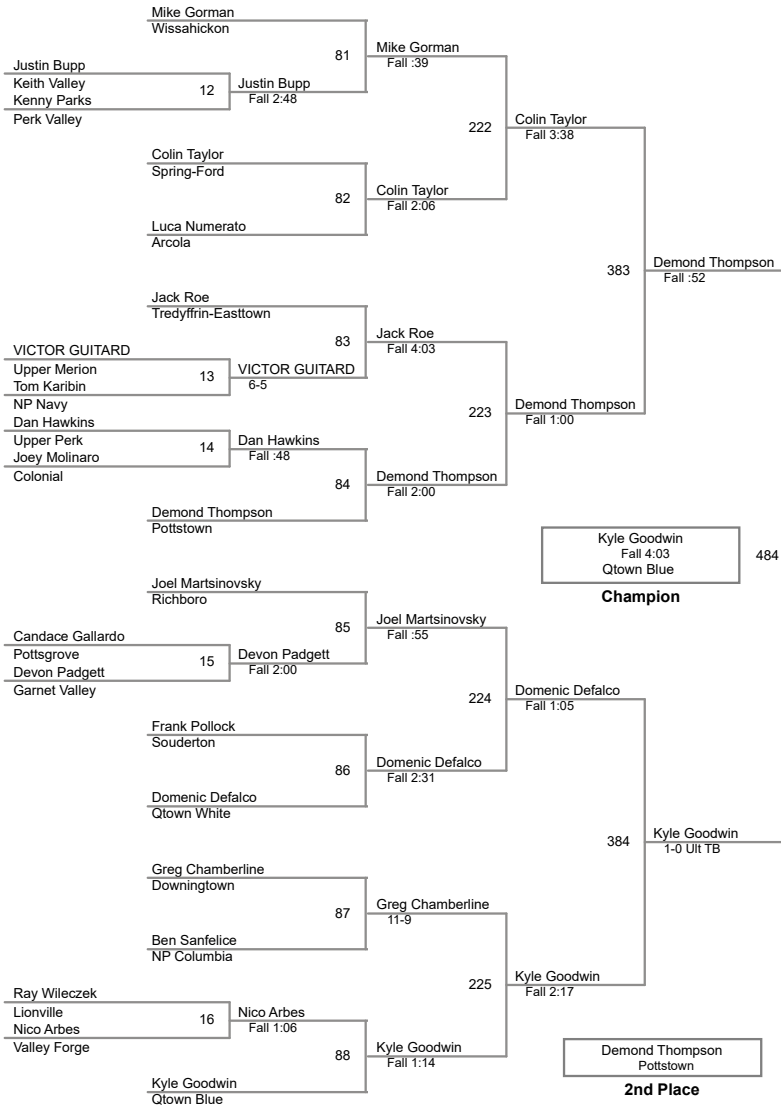 Mike Gorman
Wissahickon
81
Mike Gorman
Fall :39
Justin Bupp
Keith Valley
12
Justin Bupp
Fall 2:48
Kenny Parks
Perk Valley
222
Colin Taylor
Fall 3:38
Colin Taylor
Spring-Ford
82
Colin Taylor
Fall 2:06
Luca Numerato
Arcola
383
Demond Thompson
Fall :52
Jack Roe
Tredyffrin-Easttown
83
Jack Roe
Fall 4:03
VICTOR GUITARD
Upper Merion
13
VICTOR GUITARD
6-5
Tom Karibin
NP Navy
223
Demond Thompson
Fall 1:00
Dan Hawkins
Upper Perk
14
Dan Hawkins
Fall :48
Joey Molinaro
Colonial
84
Demond Thompson
Fall 2:00
Demond Thompson
Pottstown
Kyle Goodwin
Fall 4:03
Qtown Blue
484
Champion
Joel Martsinovsky
Richboro
85
Joel Martsinovsky
Fall :55
Candace Gallardo
Pottsgrove
15
Devon Padgett
Fall 2:00
Devon Padgett
Garnet Valley
224
Domenic Defalco
Fall 1:05
Frank Pollock
Souderton
86
Domenic Defalco
Fall 2:31
Domenic Defalco
Qtown White
384
Kyle Goodwin
1-0 Ult TB
Greg Chamberline
Downingtown
87
Greg Chamberline
11-9
Ben Sanfelice
NP Columbia
225
Kyle Goodwin
Fall 2:17
Ray Wileczek
Lionville
16
Nico Arbes
Fall 1:06
Nico Arbes
Valley Forge
88
Kyle Goodwin
Fall 1:14
Kyle Goodwin
Qtown Blue
Demond Thompson
Pottstown
2nd Place